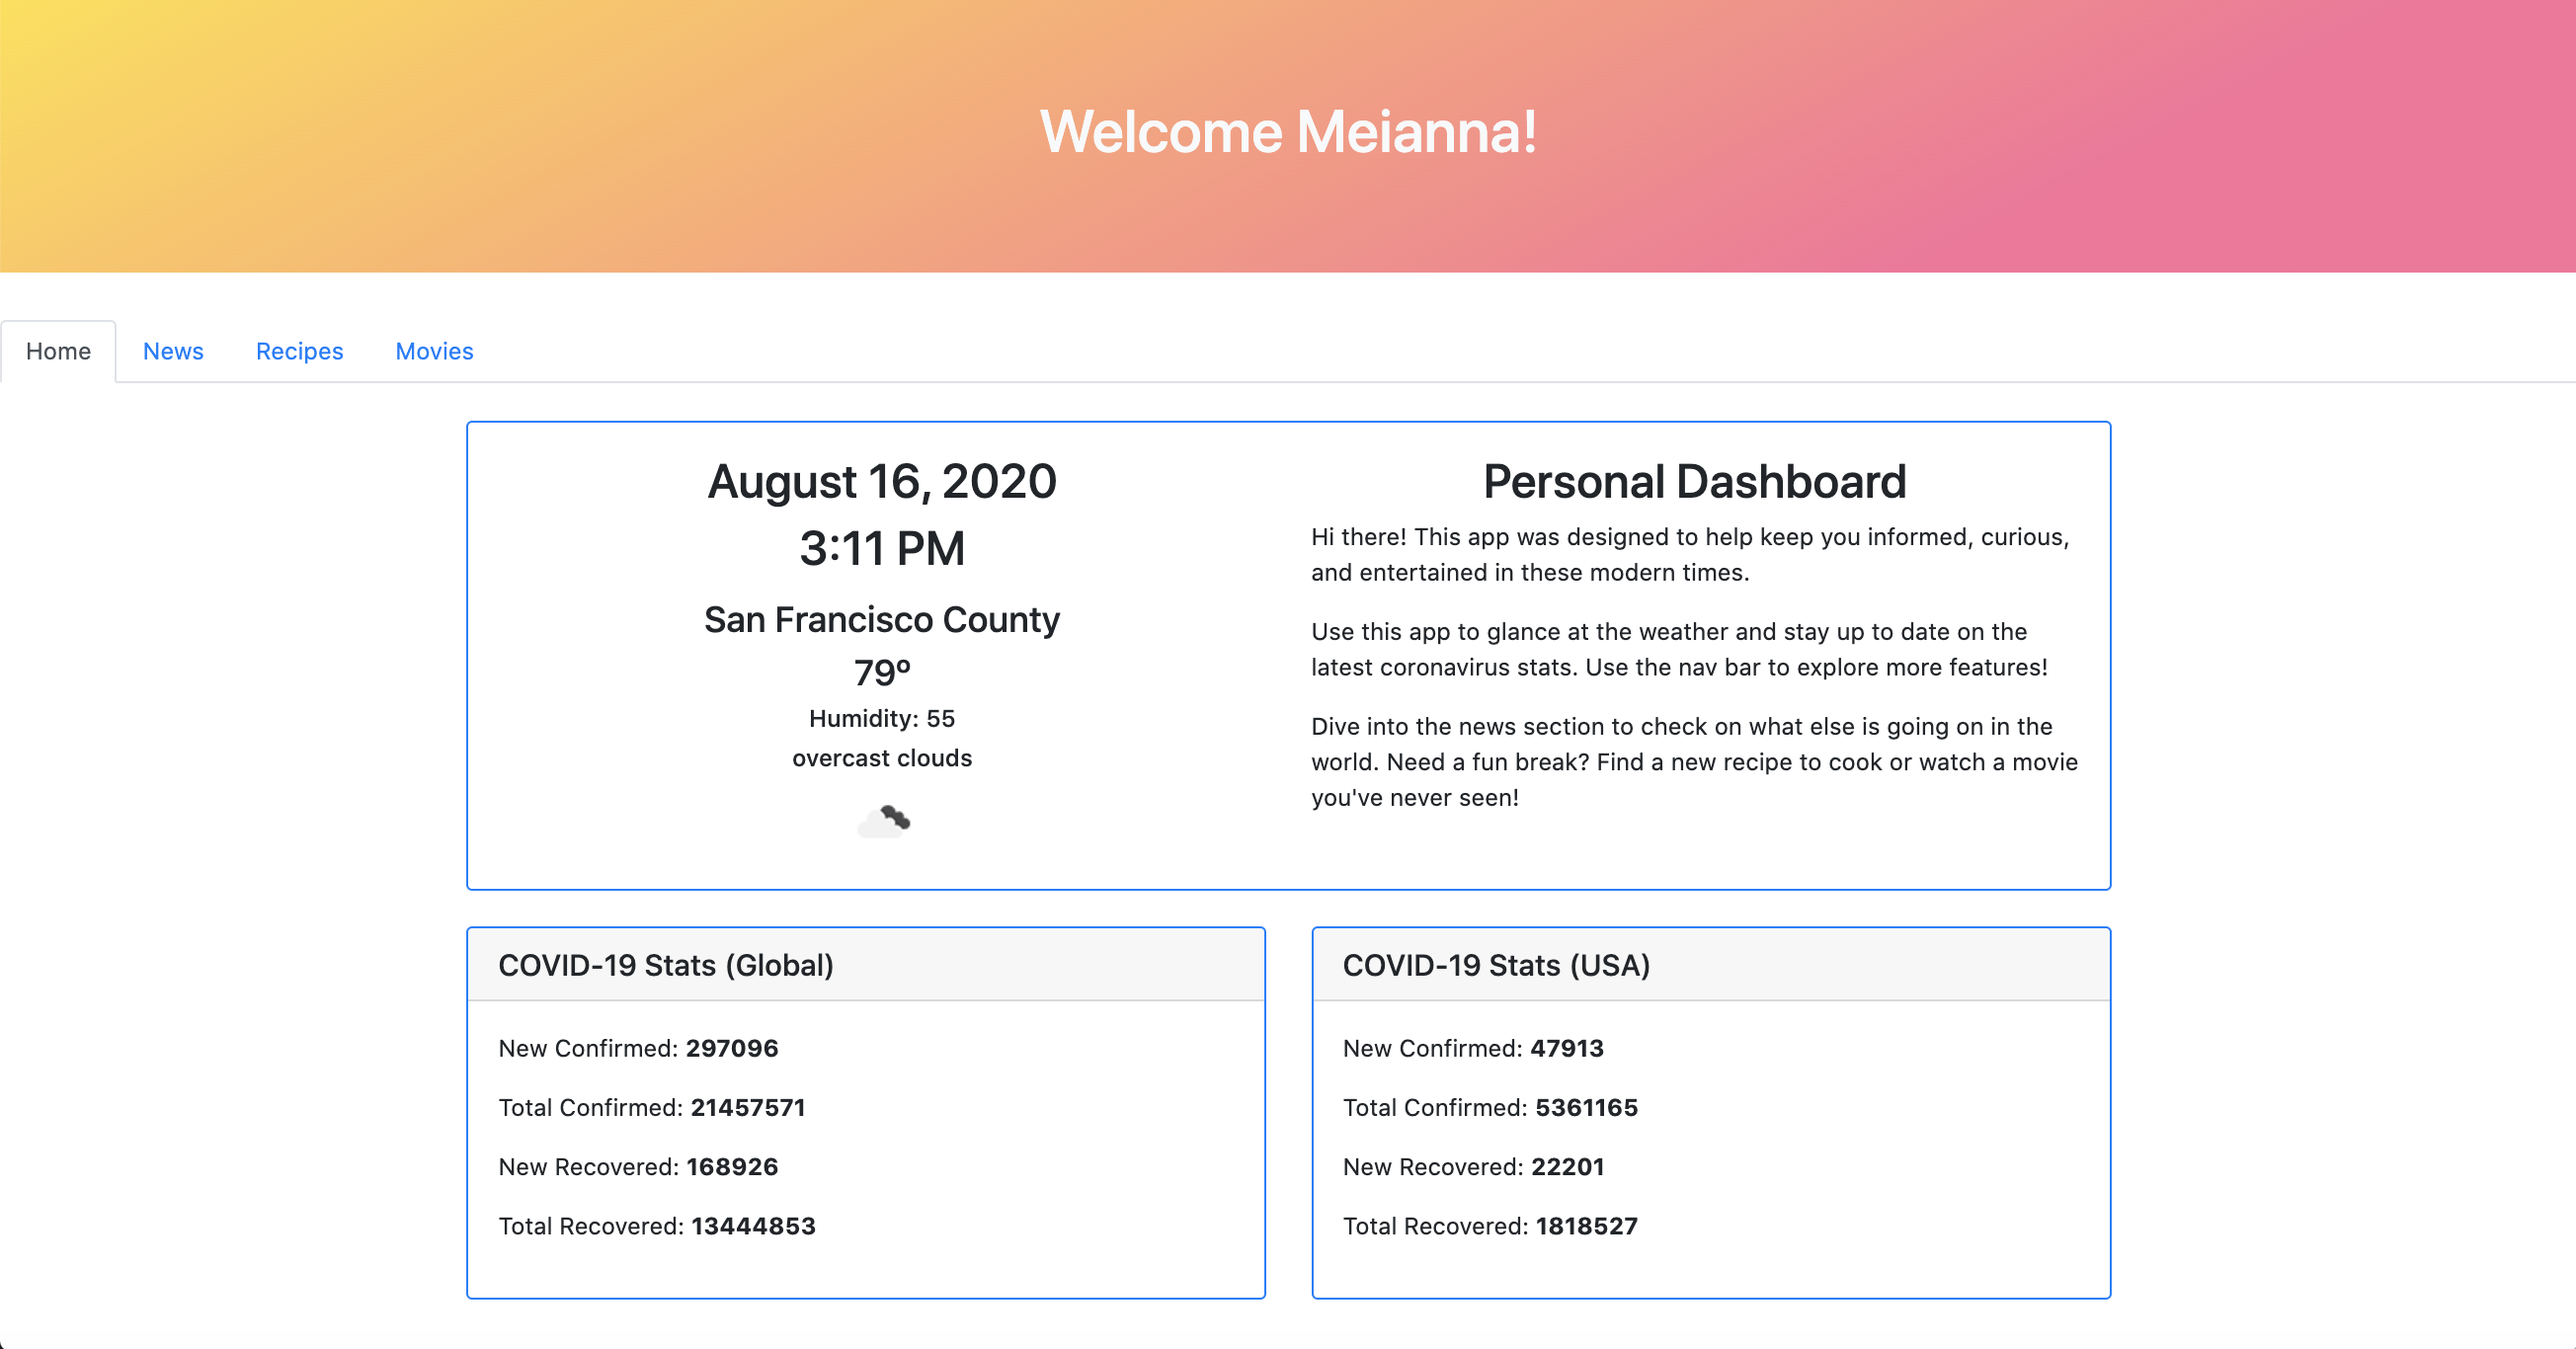 Welcome Meianna!
Home
News
Recipes
Movies
August 16, 2020
3:11 PM
San Francisco County
79º
Humidity: 55
overcast clouds
Personal Dashboard
Hi there! This app was designed to help keep you informed, curious,
and entertained in these modern times.
Use this app to glance at the weather and stay up to date on the
latest coronavirus stats. Use the nav bar to explore more features!
Dive into the news section to check on what else is going on in the
world. Need a fun break? Find a new recipe to cook or watch a movie
you've never seen!
COVID-19 Stats (Global)
New Confirmed: 297096
Total Confirmed: 21457571
New Recovered: 168926
Total Recovered: 13444853
COVID-19 Stats (USA)
New Confirmed: 47913
Total Confirmed: 5361165
New Recovered: 22201
Total Recovered: 1818527